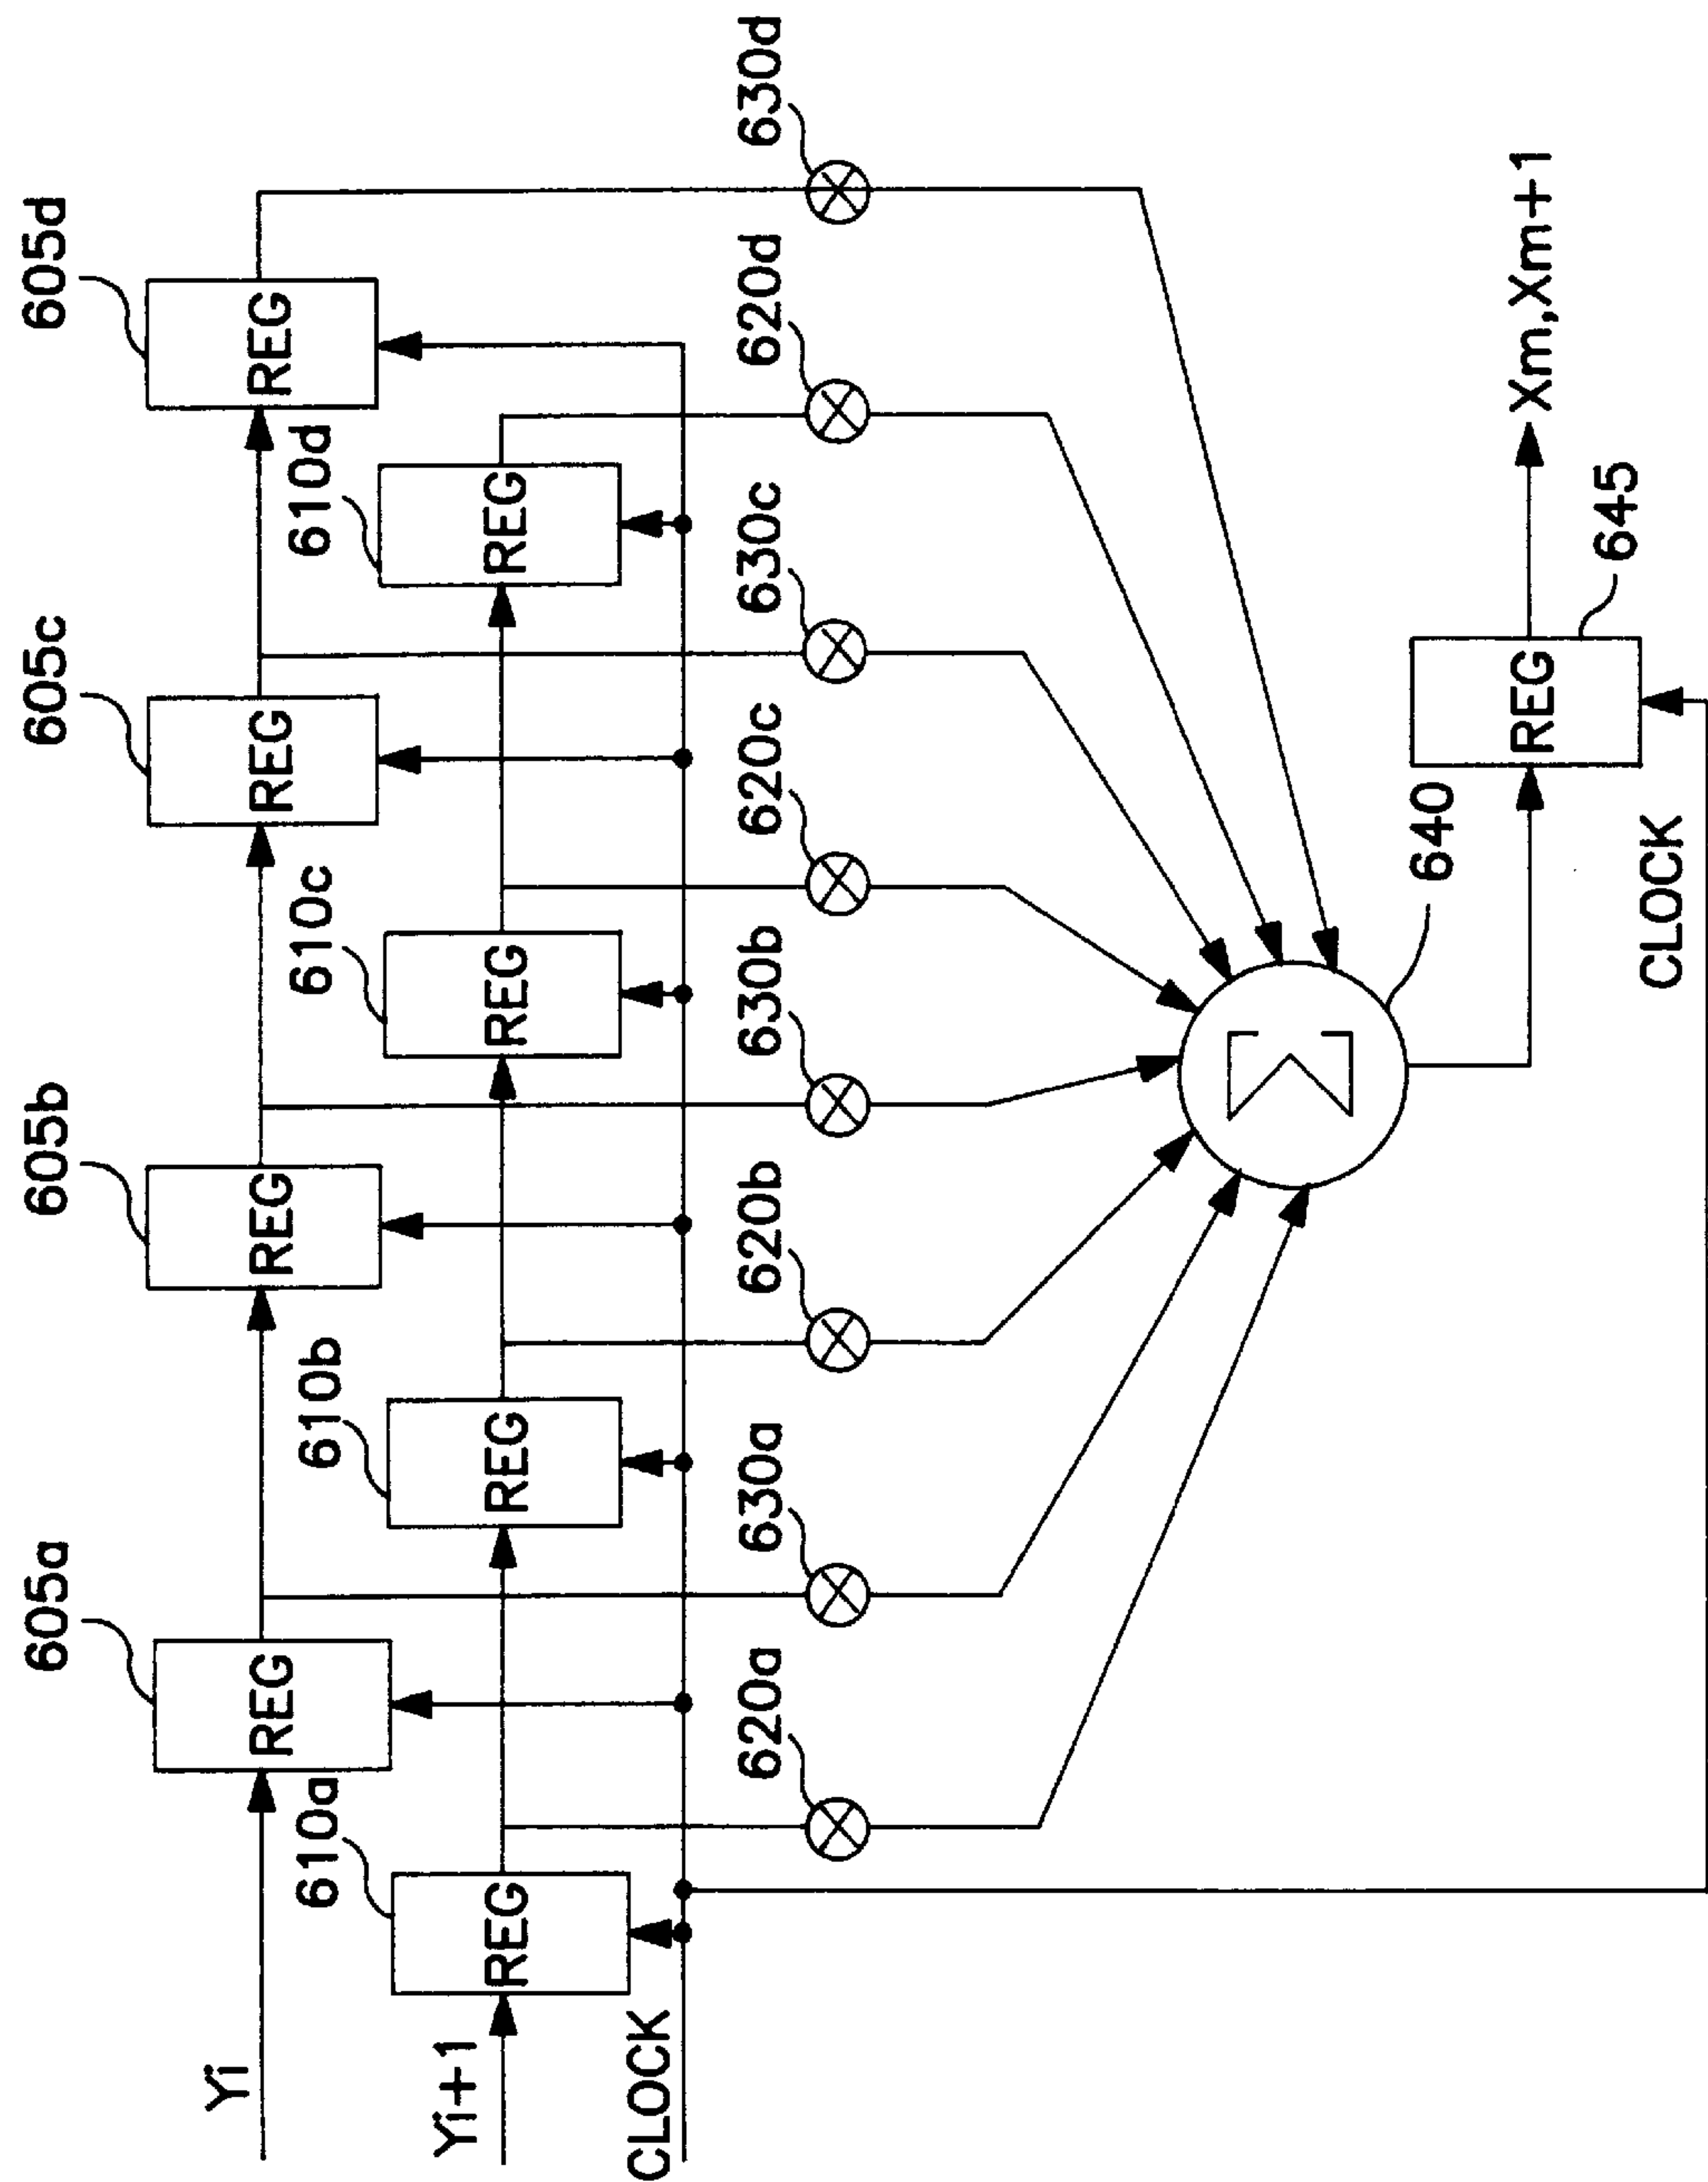 605a
605b
605c
605d
Yi
REG
REG
REG
REG
610a
610b
610c
610d
Yi+1
REG
REG
REG
REG
CLOCK
620a
630a
620b
630b
620c
630c
620d
630d
Σ
640
REG
Xm,Xm+1
645
CLOCK